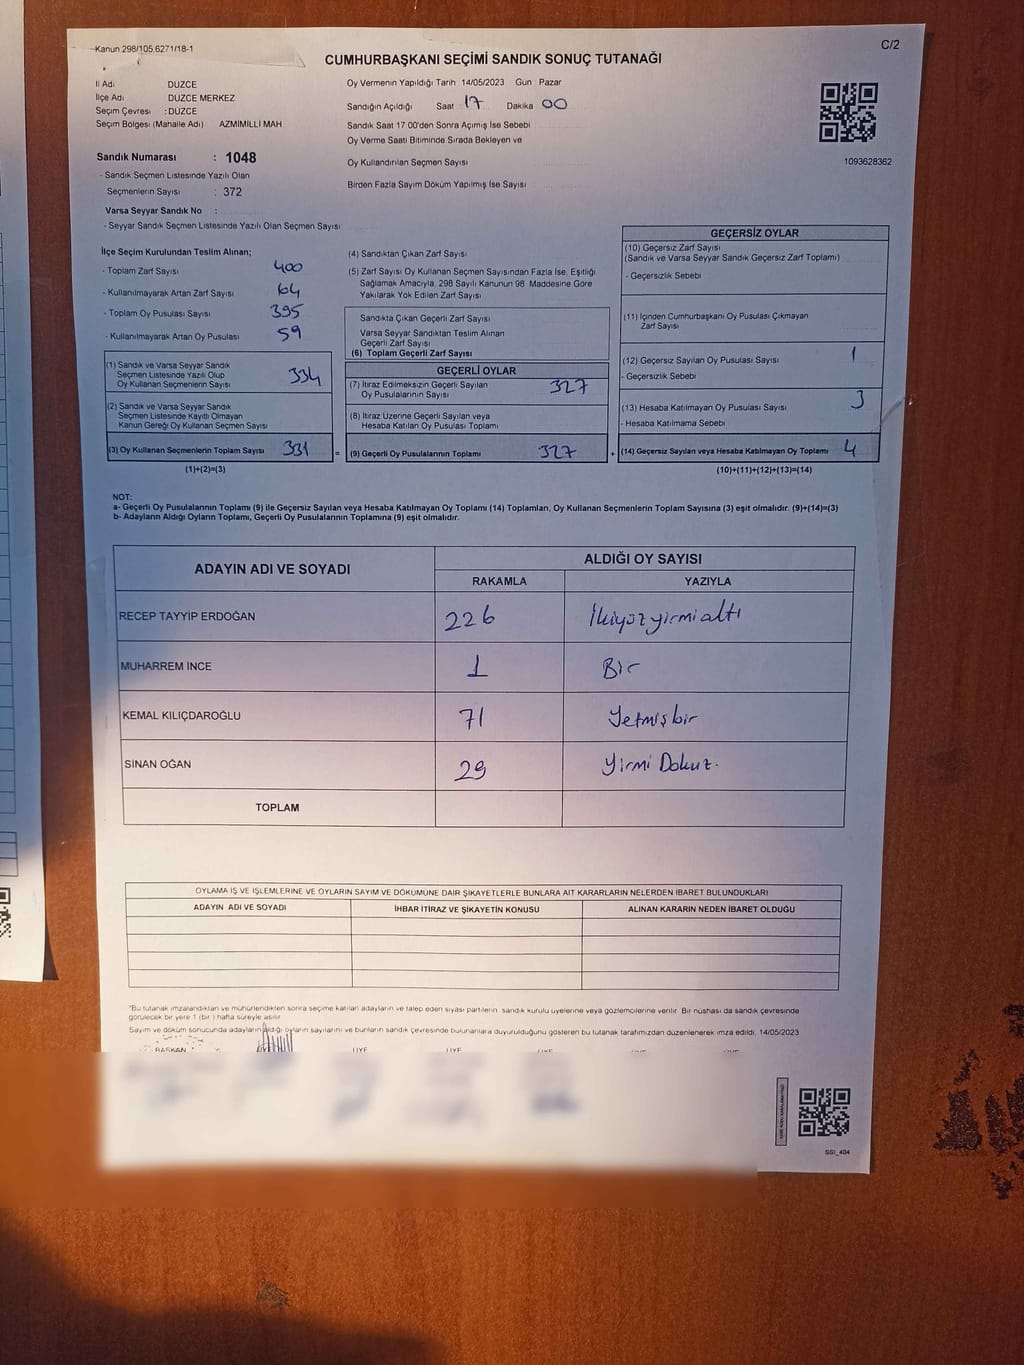 Kanun 298/105 6271/18-1
C/2
CUMHURBAŞKANI SEÇİMİ SANDIK SONUÇ TUTANAĞI
İl Adı DÜZCE
İlçe Adı DÜZCE MERKEZ
Seçim Çevresi : DÜZCE
Seçim Bölgesi (Mahalle Adı) AZMİMİLLİ MAH
Oy Vermenin Yapıldığı Tarih 14/05/2023 Gün Pazar
Sandığın Açıldığı Saat 17 Dakika 00
Sandık Saat 17 00'den Sonra Açımış İse Sebebi
Oy Verme Saati Bitiminde Sırada Bekleyen ve
Oy Kullandırılan Seçmen Sayısı
Birden Fazla Sayım Döküm Yapılmış İse Sayısı
1093628362
Sandık Numarası : 1048
- Sandık Seçmen Listesinde Yazılı Olan
Seçmenlerin Sayısı : 372
Varsa Seyyar Sandık No :
- Seyyar Sandık Seçmen Listesinde Yazılı Olan Seçmen Sayısı
İlçe Seçim Kurulundan Teslim Alınan;
- Toplam Zarf Sayısı 400
- Kullanılmayarak Artan Zarf Sayısı 64
- Toplam Oy Pusulası Sayısı 395
- Kullanılmayarak Artan Oy Pusulası 59
(1) Sandık ve Varsa Seyyar Sandık
Seçmen Listesinde Yazılı Olup
Oy Kullanan Seçmenlerin Sayısı 334
(2) Sandık ve Varsa Seyyar Sandık
Seçmen Listesinde Kayıtlı Olmayan
Kanun Gereği Oy Kullanan Seçmen Sayısı
(3) Oy Kullanan Seçmenlerin Toplam Sayısı 331
(1)+(2)=(3)
=
(4) Sandıktan Çıkan Zarf Sayısı
(5) Zarf Sayısı Oy Kullanan Seçmen Sayısından Fazla İse, Eşitliği
Sağlamak Amacıyla, 298 Sayılı Kanunun 98 Maddesine Göre
Yakılarak Yok Edilen Zarf Sayısı
Sandıkta Çıkan Geçerli Zarf Sayısı
Varsa Seyyar Sandıktan Teslim Alınan
Geçerli Zarf Sayısı
(6) Toplam Geçerli Zarf Sayısı
GEÇERLİ OYLAR
(7) İtiraz Edilmeksizin Geçerli Sayılan
Oy Pusulalarının Sayısı 327
(8) İtiraz Üzerine Geçerli Sayılan veya
Hesaba Katılan Oy Pusulası Toplamı
(9) Geçerli Oy Pusulalarının Toplamı 327
+
GEÇERSİZ OYLAR
(10) Geçersiz Zarf Sayısı
(Sandık ve Varsa Seyyar Sandık Geçersiz Zarf Toplamı)
- Geçersizlik Sebebi
(11) İçinden Cumhurbaşkanı Oy Pusulası Çıkmayan
Zarf Sayısı
(12) Geçersiz Sayılan Oy Pusulası Sayısı 1
- Geçersizlik Sebebi
(13) Hesaba Katılmayan Oy Pusulası Sayısı 3
- Hesaba Katılmama Sebebi
(14) Geçersiz Sayılan veya Hesaba Katılmayan Oy Toplamı 4
(10)+(11)+(12)+(13)=(14)
NOT:
a- Geçerli Oy Pusulalarının Toplamı (9) ile Geçersiz Sayılan veya Hesaba Katılmayan Oy Toplamı (14) Toplamları, Oy Kullanan Seçmenlerin Toplam Sayısına (3) eşit olmalıdır. (9)+(14)=(3)
b- Adayların Aldığı Oyların Toplamı, Geçerli Oy Pusulalarının Toplamına (9) eşit olmalıdır.
ADAYIN ADI VE SOYADI
ALDIĞI OY SAYISI
RAKAMLA YAZIYLA
RECEP TAYYİP ERDOĞAN 226 İkiyüzyirmialtı
MUHARREM İNCE 1 Bir
KEMAL KILIÇDAROĞLU 71 Yetmişbir
SİNAN OĞAN 29 Yirmi Dokuz.
TOPLAM
OYLAMA İŞ VE İŞLEMLERİNE VE OYLARIN SAYIM VE DÖKÜMÜNE DAİR ŞİKAYETLERLE BUNLARA AİT KARARLARIN NELERDEN İBARET BULUNDUKLARI
ADAYIN ADI VE SOYADI İHBAR İTİRAZ VE ŞİKAYETİN KONUSU ALINAN KARARIN NEDEN İBARET OLDUĞU
"Bu tutanak imzalandıktan ve mühürlendikten sonra seçime katılan adayların ve talep eden siyasi partilerin sandık kurulu üyelerine veya gözlemcilerine verilir Bir nüshası da sandık çevresinde
görülecek bir yere 1 (bir) hafta süreyle asılır
Sayım ve döküm sonucunda adayların aldığı oyların sayılarını ve bunların sandık çevresinde bulunanlara duyurulduğunu gösteren bu tutanak tarafımızdan düzenlenerek imza edildi. 14/05/2023
BAŞKAN ÜYE ÜYE ÜYE ÜYE
SSI_404